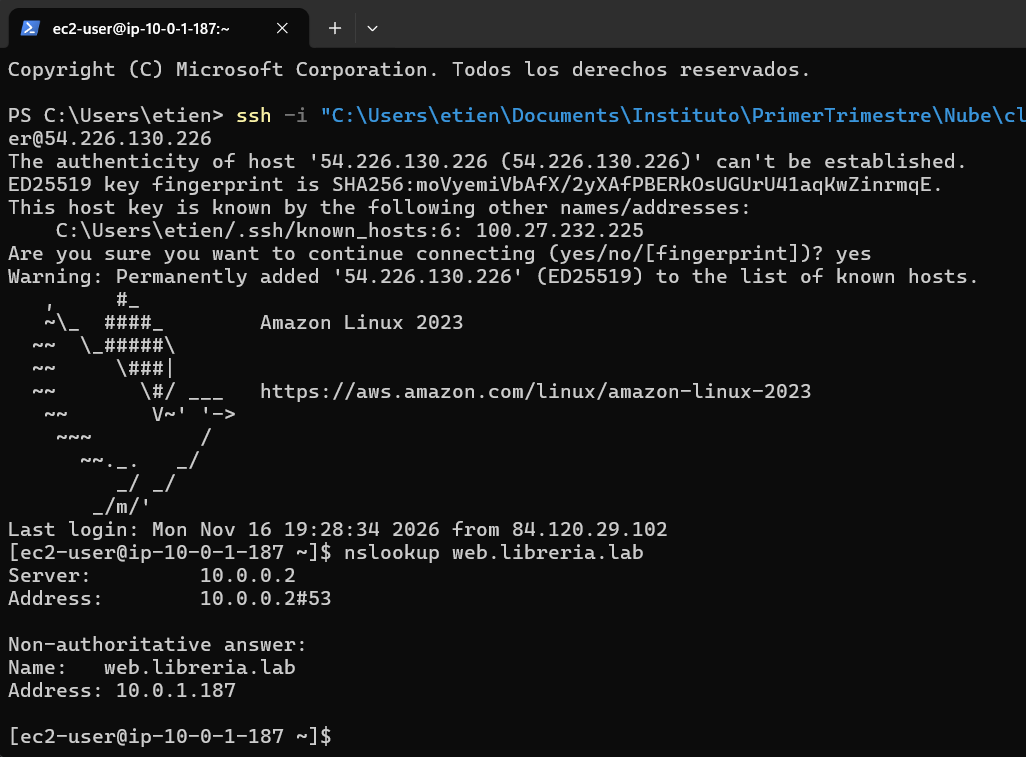 ec2-user@ip-10-0-1-187:~
Copyright (C) Microsoft Corporation. Todos los derechos reservados.
PS C:\Users\etien> ssh -i "C:\Users\etien\Documents\Instituto\PrimerTrimestre\Nube\cl
er@54.226.130.226
The authenticity of host '54.226.130.226 (54.226.130.226)' can't be established.
ED25519 key fingerprint is SHA256:moVyemiVbAfX/2yXAfPBERkOsUGUrU41aqKwZinrmqE.
This host key is known by the following other names/addresses:
    C:\Users\etien/.ssh/known_hosts:6: 100.27.232.225
Are you sure you want to continue connecting (yes/no/[fingerprint])? yes
Warning: Permanently added '54.226.130.226' (ED25519) to the list of known hosts.
   ,     #_
   ~\_  ####_        Amazon Linux 2023
  ~~  \_#####\
  ~~     \###|
  ~~       \#/ ___   https://aws.amazon.com/linux/amazon-linux-2023
   ~~       V~' '->
    ~~~         /
      ~~._.   _/
         _/ _/
       _/m/'
Last login: Mon Nov 16 19:28:34 2026 from 84.120.29.102
[ec2-user@ip-10-0-1-187 ~]$ nslookup web.libreria.lab
Server:         10.0.0.2
Address:        10.0.0.2#53
Non-authoritative answer:
Name:   web.libreria.lab
Address: 10.0.1.187
[ec2-user@ip-10-0-1-187 ~]$